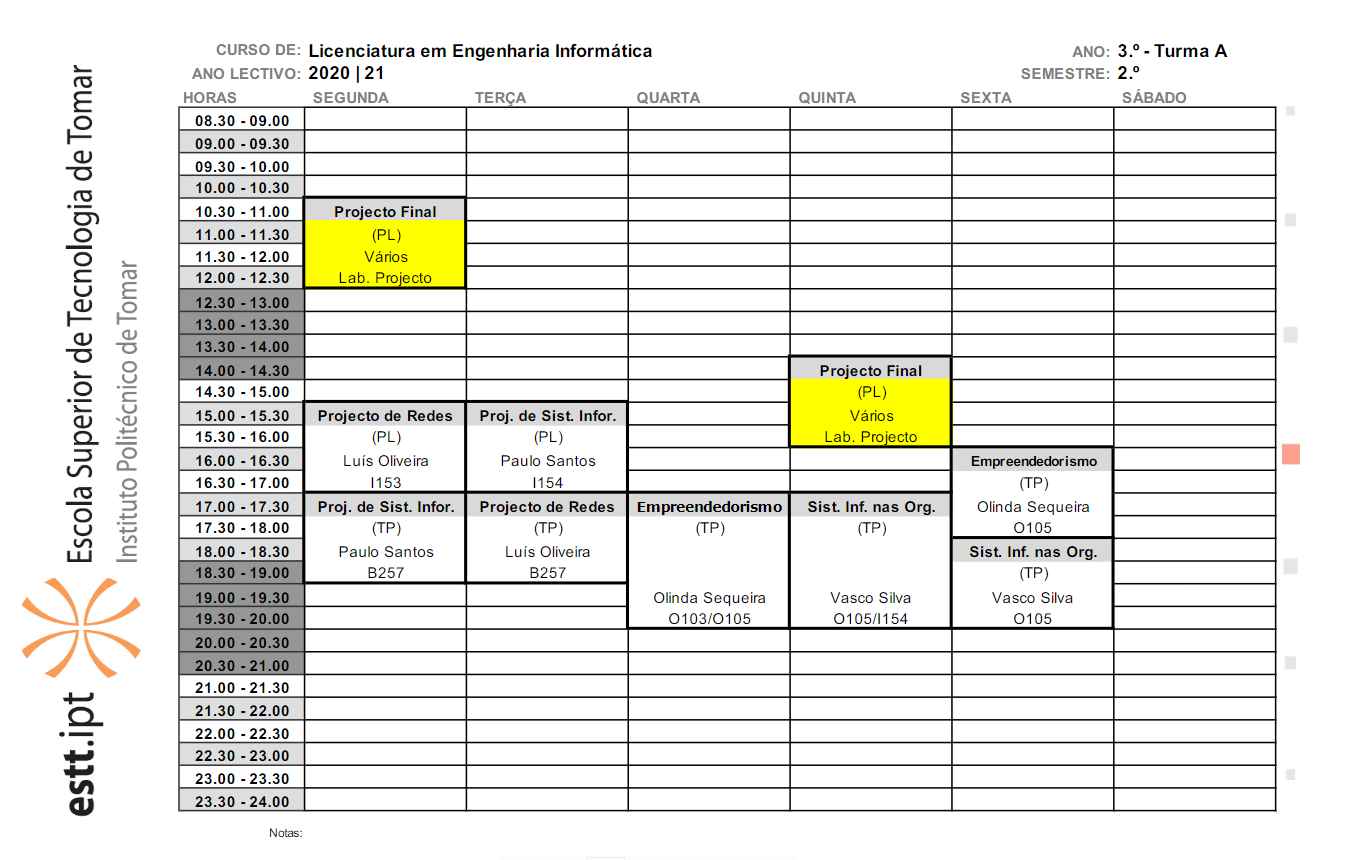 CURSO DE: Licenciatura em Engenharia Informática ANO: 3.º - Turma A
ANO LECTIVO: 2020 | 21 SEMESTRE: 2.º
HORAS SEGUNDA TERÇA QUARTA QUINTA SEXTA SÁBADO
08.30 - 09.00
09.00 - 09.30
09.30 - 10.00
10.00 - 10.30
10.30 - 11.00 Projecto Final
11.00 - 11.30 (PL)
11.30 - 12.00 Vários
12.00 - 12.30 Lab. Projecto
12.30 - 13.00
13.00 - 13.30
13.30 - 14.00
14.00 - 14.30 Projecto Final
14.30 - 15.00 (PL)
15.00 - 15.30 Projecto de Redes Proj. de Sist. Infor. Vários
15.30 - 16.00 (PL) (PL) Lab. Projecto
16.00 - 16.30 Luís Oliveira Paulo Santos Empreendedorismo
16.30 - 17.00 I153 I154 (TP)
17.00 - 17.30 Proj. de Sist. Infor. Projecto de Redes Empreendedorismo Sist. Inf. nas Org. Olinda Sequeira
17.30 - 18.00 (TP) (TP) (TP) (TP) O105
18.00 - 18.30 Paulo Santos Luís Oliveira Sist. Inf. nas Org.
18.30 - 19.00 B257 B257 (TP)
19.00 - 19.30 Olinda Sequeira Vasco Silva Vasco Silva
19.30 - 20.00 O103/O105 O105/I154 O105
20.00 - 20.30
20.30 - 21.00
21.00 - 21.30
21.30 - 22.00
22.00 - 22.30
22.30 - 23.00
23.00 - 23.30
23.30 - 24.00
Notas:
Escola Superior de Tecnologia de Tomar
Instituto Politécnico de Tomar
estt.ipt